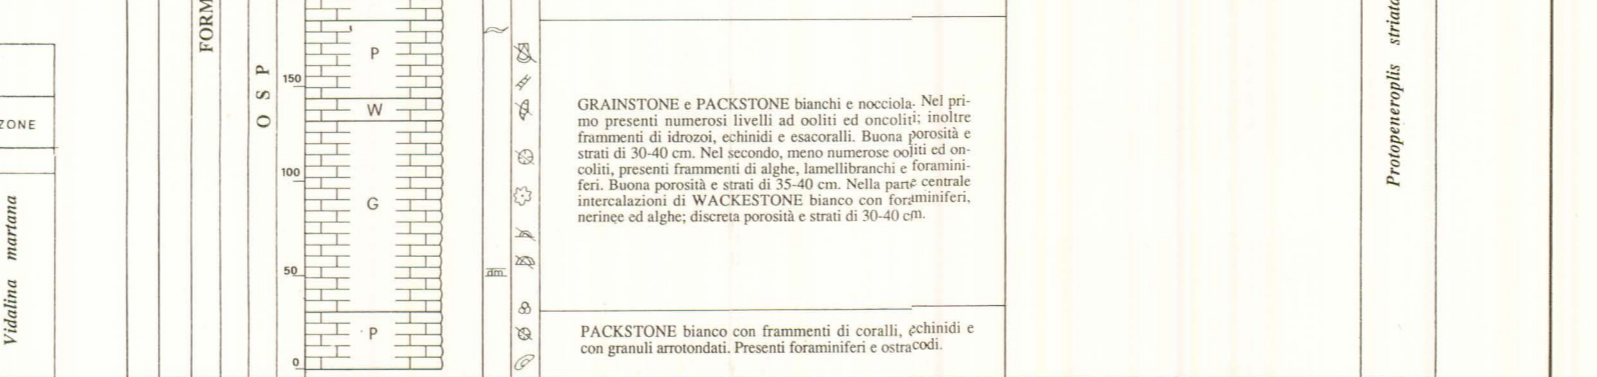 ZONE
Vidalina martana
FORM
O S P
150
100
50
0
P
W
G
P
dm
GRAINSTONE e PACKSTONE bianchi e nocciola. Nel pri-
mo presenti numerosi livelli ad ooliti ed oncoliti; inoltre
frammenti di idrozoi, echinidi e esacoralli. Buona porosità e
strati di 30-40 cm. Nel secondo, meno numerose ooliti ed on-
coliti, presenti frammenti di alghe, lamellibranchi e foramini-
feri. Buona porosità e strati di 35-40 cm. Nella parte centrale
intercalazioni di WACKESTONE bianco con foraminiferi,
nerinee ed alghe; discreta porosità e strati di 30-40 cm.
PACKSTONE bianco con frammenti di coralli, echinidi e
con granuli arrotondati. Presenti foraminiferi e ostracodi.
Protopeneroplis striata